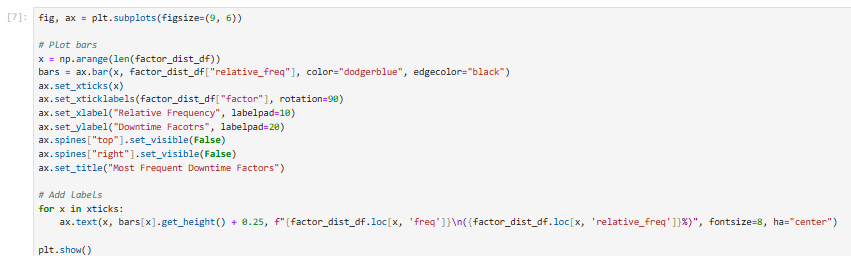 [7]: fig, ax = plt.subplots(figsize=(9, 6))
# Plot bars
x = np.arange(len(factor_dist_df))
bars = ax.bar(x, factor_dist_df["relative_freq"], color="dodgerblue", edgecolor="black")
ax.set_xticks(x)
ax.set_xticklabels(factor_dist_df["factor"], rotation=90)
ax.set_xlabel("Relative Frequency", labelpad=10)
ax.set_ylabel("Downtime Facotrs", labelpad=20)
ax.spines["top"].set_visible(False)
ax.spines["right"].set_visible(False)
ax.set_title("Most Frequent Downtime Factors")
# Add labels
for x in xticks:
    ax.text(x, bars[x].get_height() + 0.25, f"{factor_dist_df.loc[x, 'freq']}\n({factor_dist_df.loc[x, 'relative_freq']}%)", fontsize=8, ha="center")
plt.show()